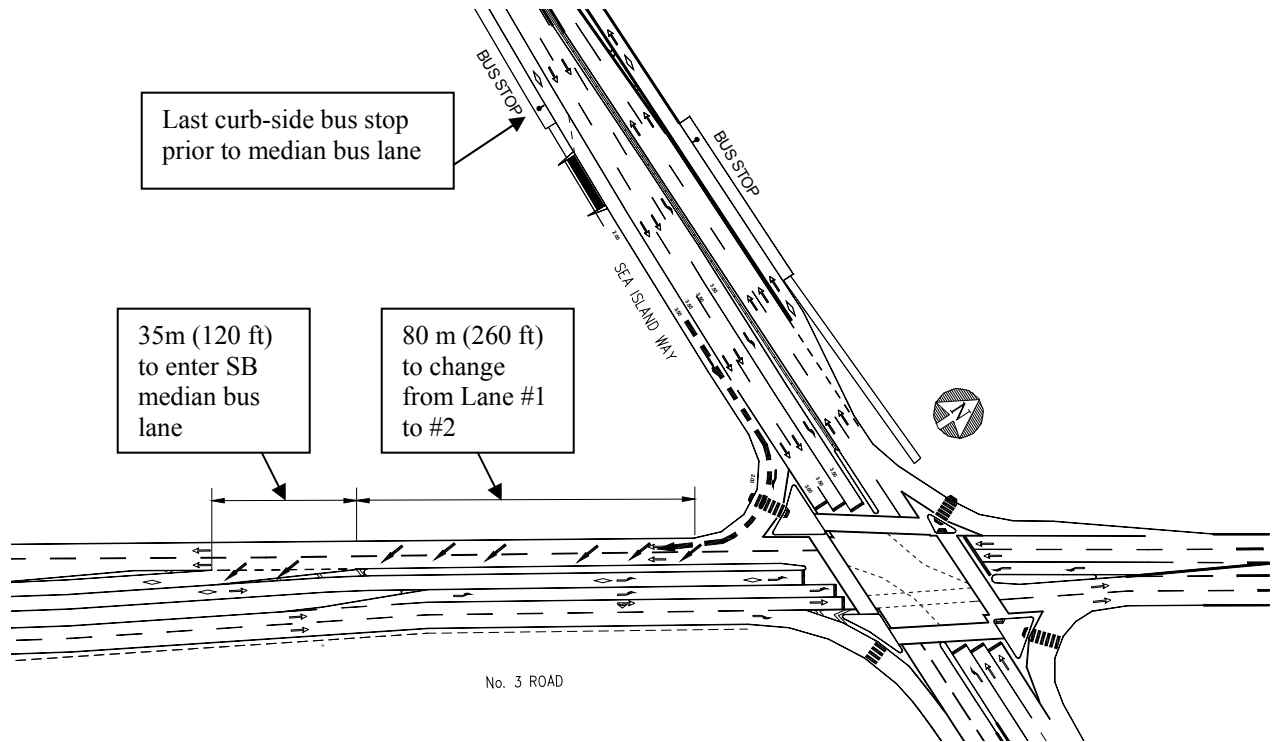 BUS STOP
Last curb-side bus stop
prior to median bus lane
BUS STOP
SEA ISLAND WAY
35m (120 ft)
to enter SB
median bus
lane
80 m (260 ft)
to change
from Lane #1
to #2
N
No. 3 ROAD